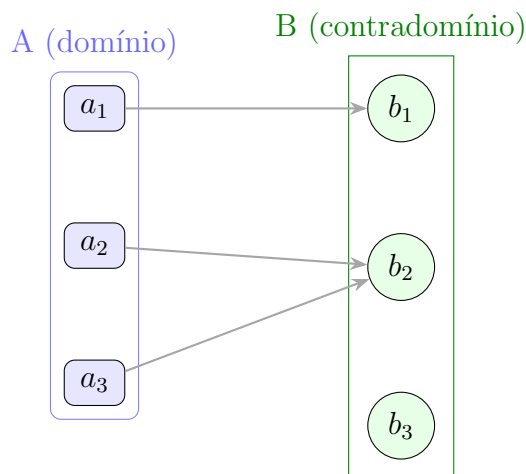 A (domínio)
B (contradomínio)
a₁
b₁
a₂
b₂
a₃
b₃